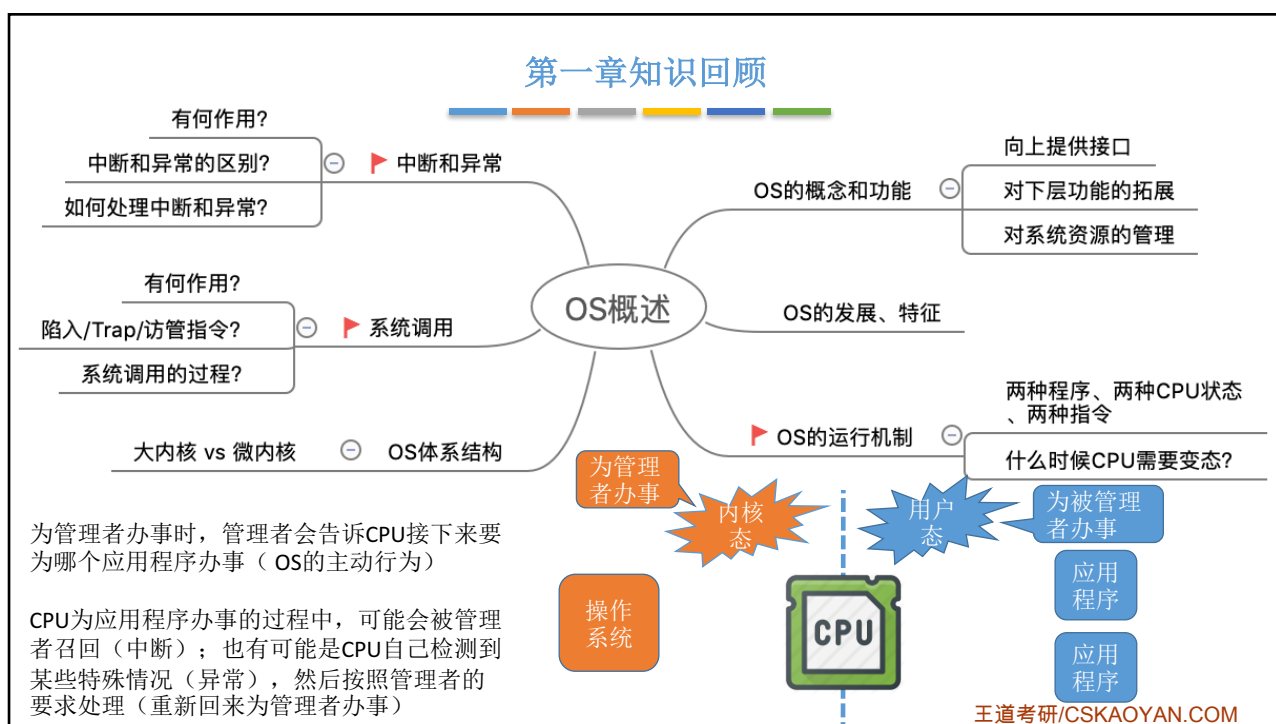 第一章知识回顾
有何作用?
中断和异常的区别?
如何处理中断和异常?
中断和异常
有何作用?
陷入/Trap/访管指令?
系统调用的过程?
系统调用
大内核 vs 微内核
OS体系结构
OS概述
OS的概念和功能
向上提供接口
对下层功能的拓展
对系统资源的管理
OS的发展、特征
OS的运行机制
两种程序、两种CPU状态
、两种指令
什么时候CPU需要变态?
为管理
者办事
内核
态
用户
态
为被管理
者办事
为管理者办事时，管理者会告诉CPU接下来要
为哪个应用程序办事（ OS的主动行为）
CPU为应用程序办事的过程中，可能会被管理
者召回（中断）；也有可能是CPU自己检测到
某些特殊情况（异常），然后按照管理者的
要求处理（重新回来为管理者办事）
操作
系统
CPU
应用
程序
应用
程序
王道考研/CSKAOYAN.COM